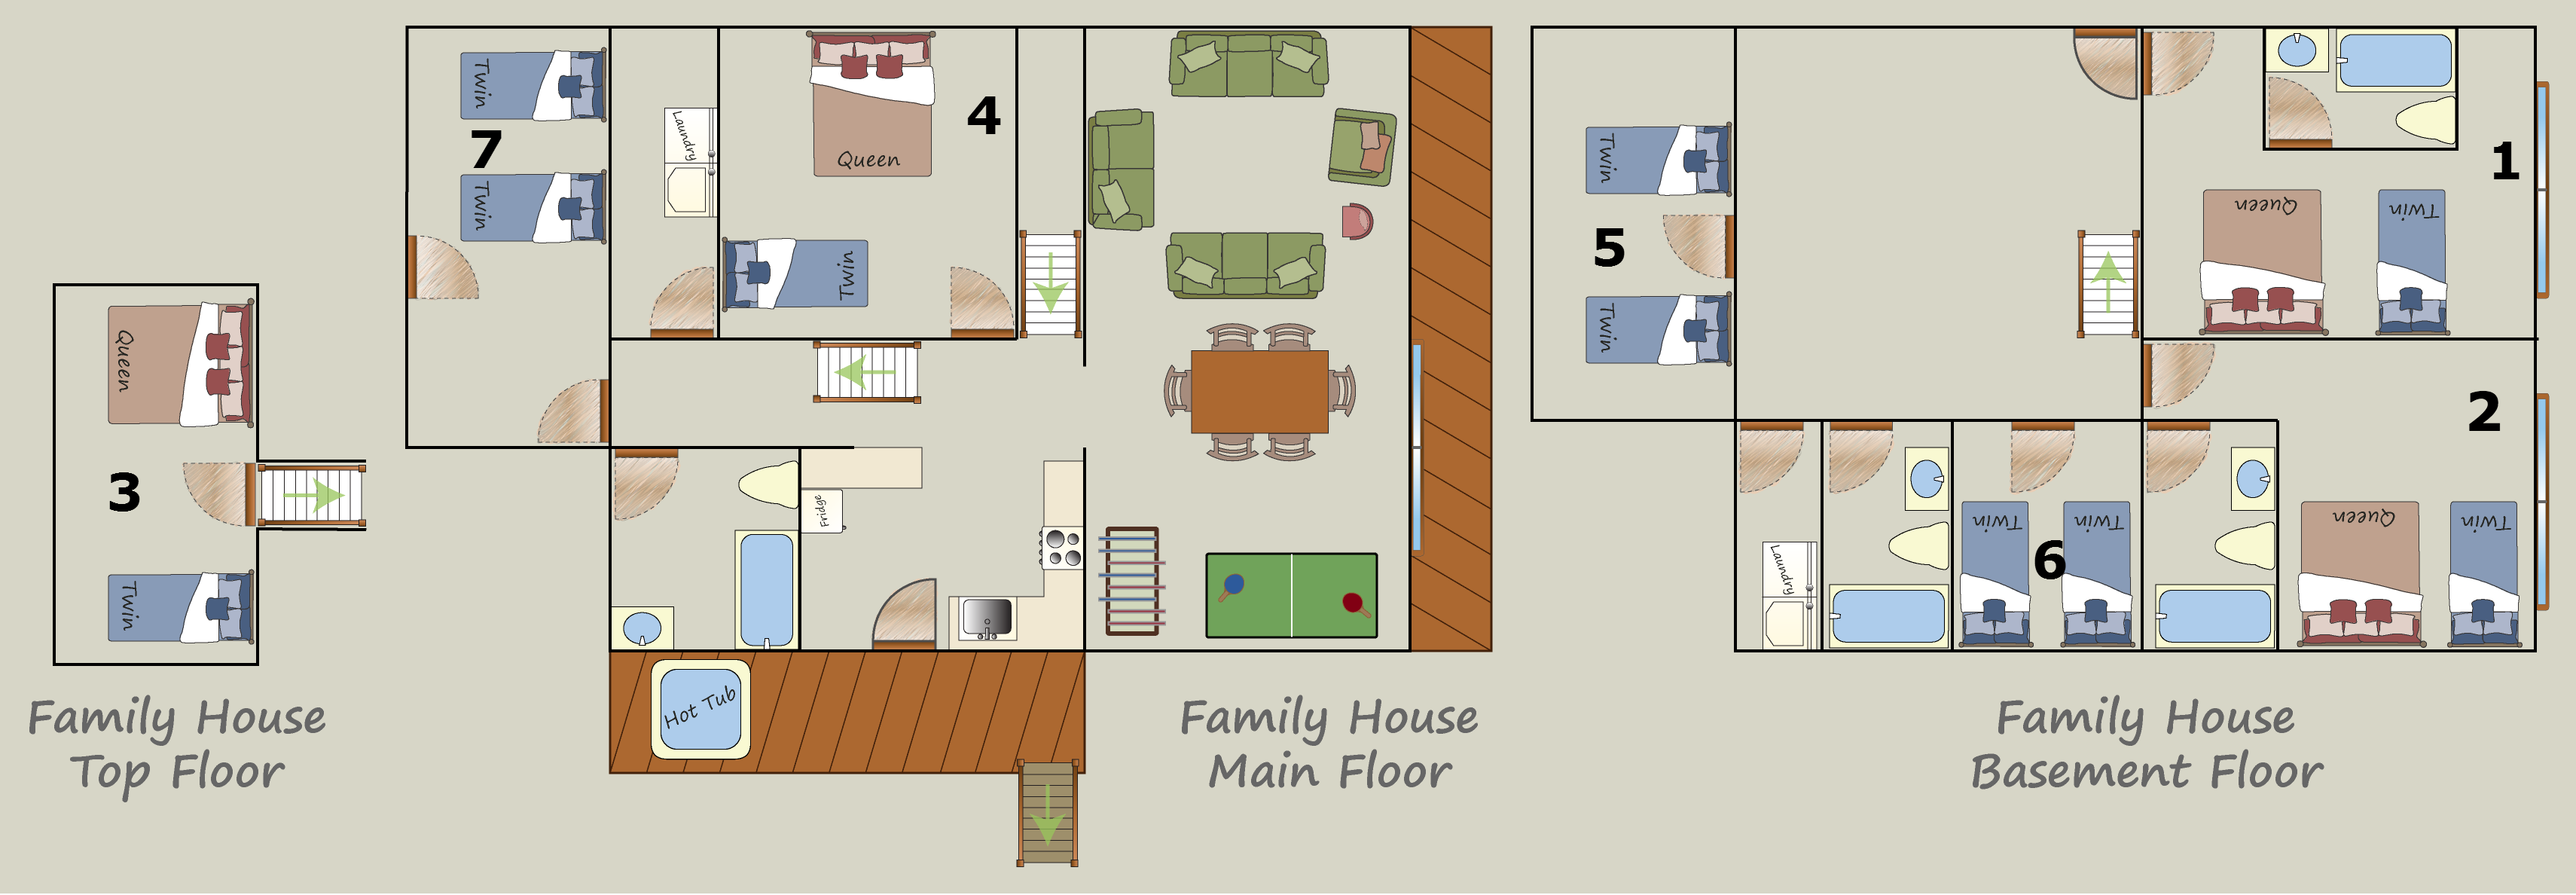 Queen
3
Twin
Family House
Top Floor
Twin
7
Twin
Laundry
Queen
4
Twin
Fridge
Hot Tub
Family House
Main Floor
Twin
5
Twin
1
Queen
Twin
2
Laundry
Twin
6
Twin
Queen
Twin
Family House
Basement Floor